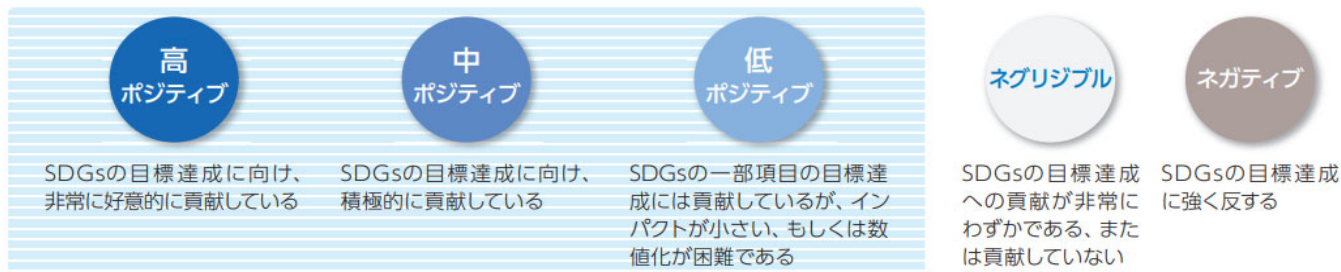 高
ポジティブ
SDGsの目標達成に向け、
非常に好意的に貢献している
中
ポジティブ
SDGsの目標達成に向け、
積極的に貢献している
低
ポジティブ
SDGsの一部項目の目標達
成には貢献しているが、イン
パクトが小さい、もしくは数
値化が困難である
ネグリジブル
SDGsの目標達成
への貢献が非常に
わずかである、また
は貢献していない
ネガティブ
SDGsの目標達成
に強く反する